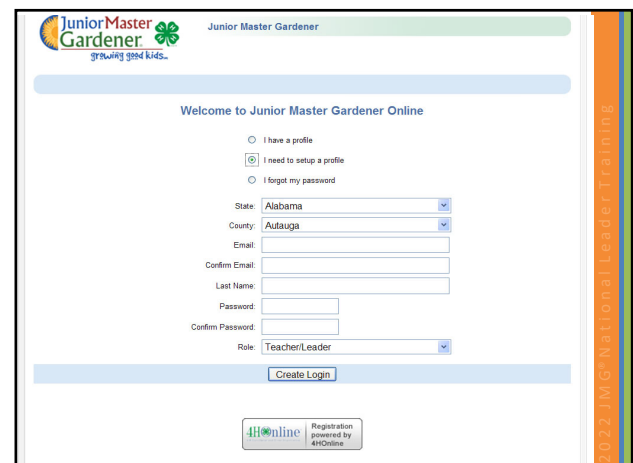 Junior Master
Gardener®
growing good kids...
Junior Master Gardener
Welcome to Junior Master Gardener Online
I have a profile
I need to setup a profile
I forgot my password
State: Alabama
County: Autauga
Email:
Confirm Email:
Last Name:
Password:
Confirm Password:
Role: Teacher/Leader
Create Login
4HOnline
Registration
powered by
4HOnline
2022 JMG® National Leader Training